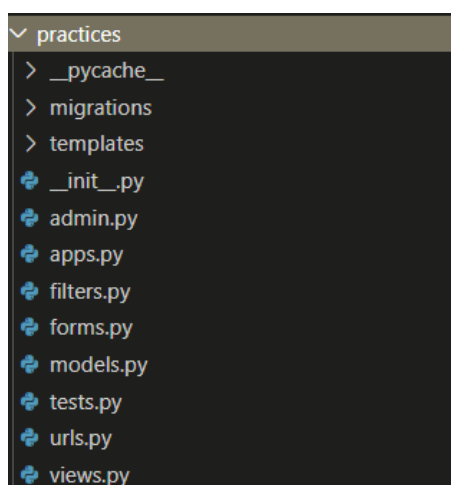 practices
__pycache__
migrations
templates
__init__.py
admin.py
apps.py
filters.py
forms.py
models.py
tests.py
urls.py
views.py